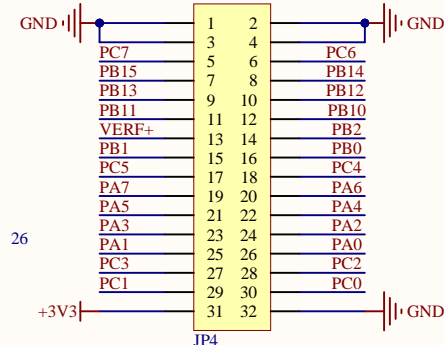 GND 1 2 GND
3 4
PC7 5 6 PC6
PB15 7 8 PB14
PB13 9 10 PB12
PB11 11 12 PB10
VERF+ 13 14 PB2
PB1 15 16 PB0
PC5 17 18 PC4
PA7 19 20 PA6
PA5 21 22 PA4
PA3 23 24 PA2
26
PA1 25 26 PA0
PC3 27 28 PC2
PC1 29 30 PC0
+3V3 31 32 GND
JP4